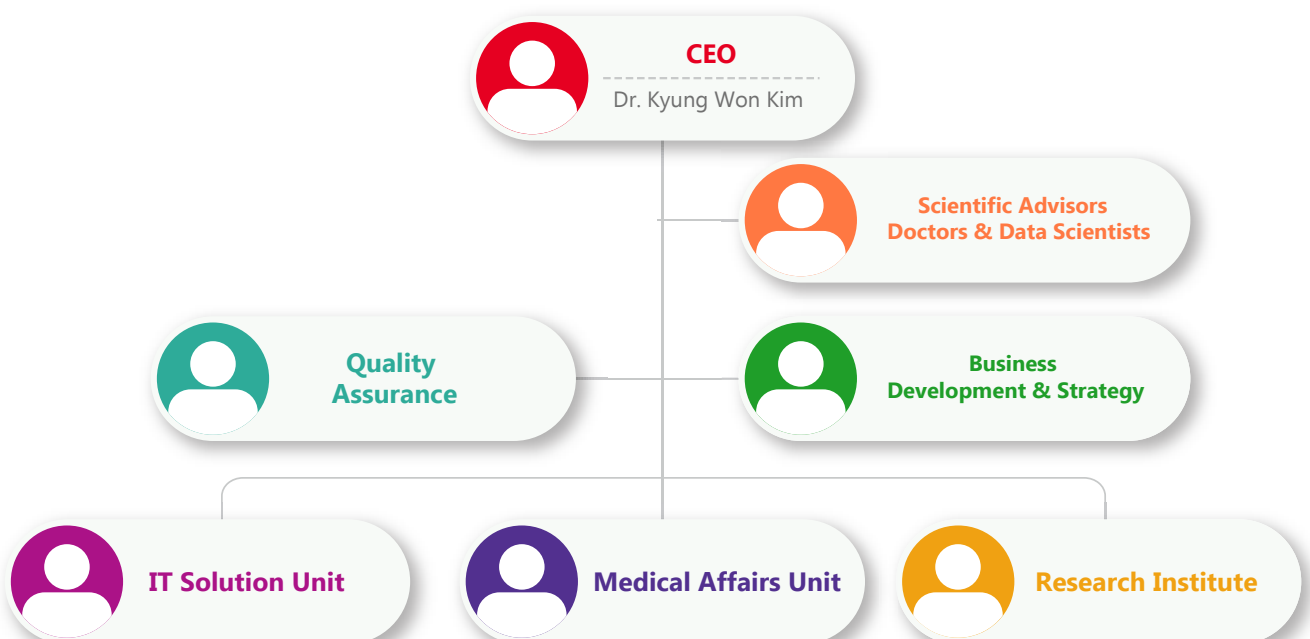 CEO
Dr. Kyung Won Kim
Scientific Advisors
Doctors & Data Scientists
Quality
Assurance
Business
Development & Strategy
IT Solution Unit
Medical Affairs Unit
Research Institute